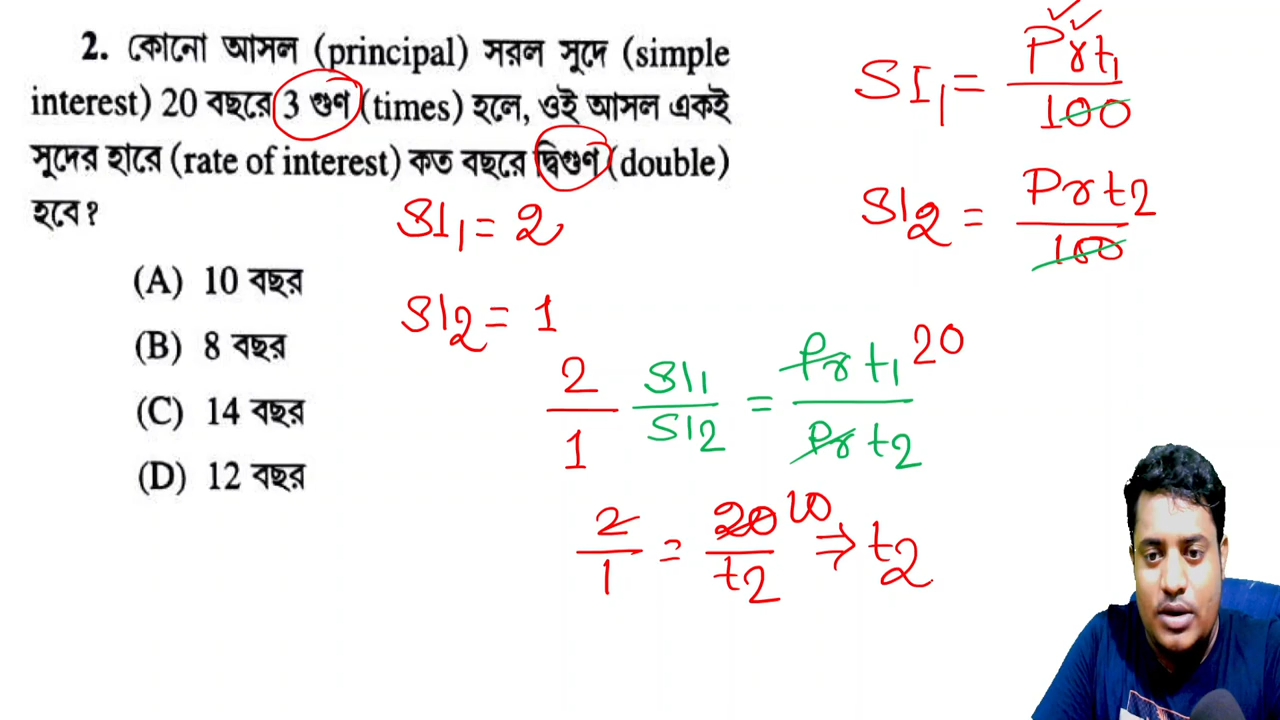 2. কোনো আসল (principal) সরল সুদে (simple
interest) 20 বছরে 3 গুণ (times) হলে, ওই আসল একই
সুদের হারে (rate of interest) কত বছরে দ্বিগুণ (double)
হবে?
(A) 10 বছর
(B) 8 বছর
(C) 14 বছর
(D) 12 বছর
SI₁ = 2
SI2 = 1
SI₁ = Prt₁
100
SI2 = Prt2
100
2 SI₁ = Prt₁ 20
1 SI2 Prt2
2 = 20 10 ⇒ t2
1 t2